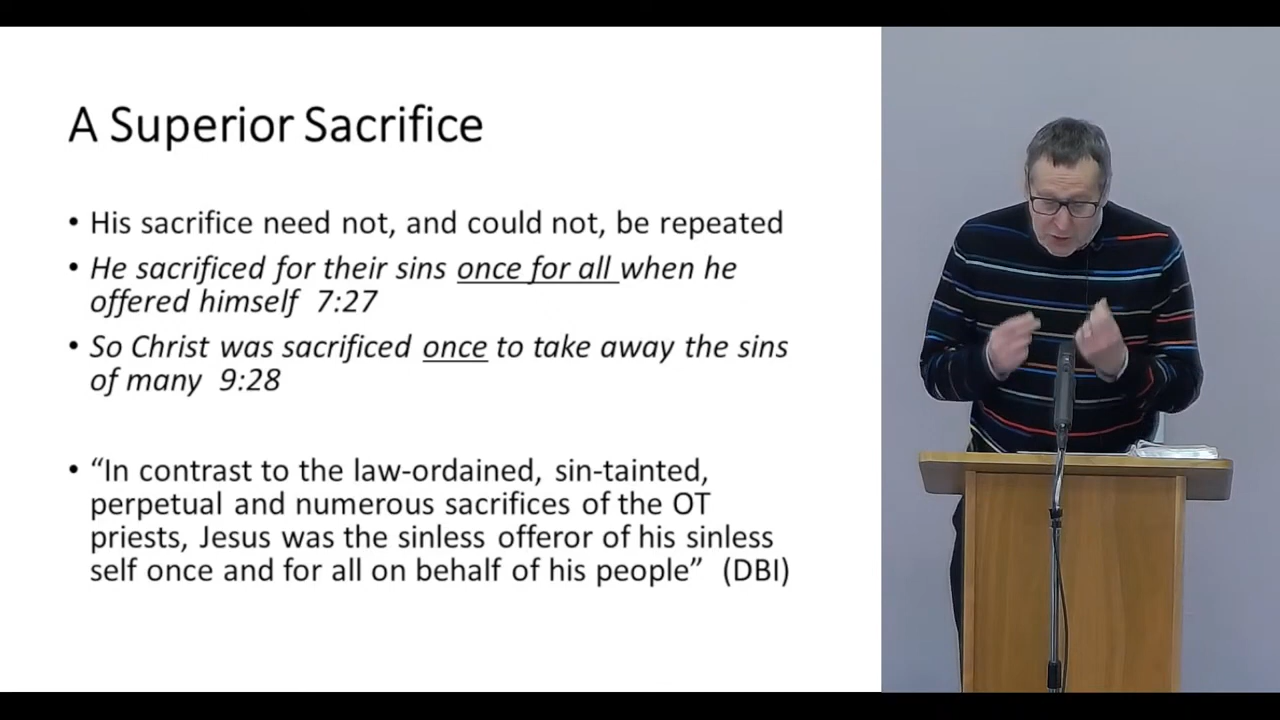 A Superior Sacrifice
• His sacrifice need not, and could not, be repeated
• He sacrificed for their sins once for all when he
offered himself 7:27
• So Christ was sacrificed once to take away the sins
of many 9:28
• “In contrast to the law-ordained, sin-tainted,
perpetual and numerous sacrifices of the OT
priests, Jesus was the sinless offeror of his sinless
self once and for all on behalf of his people” (DBI)